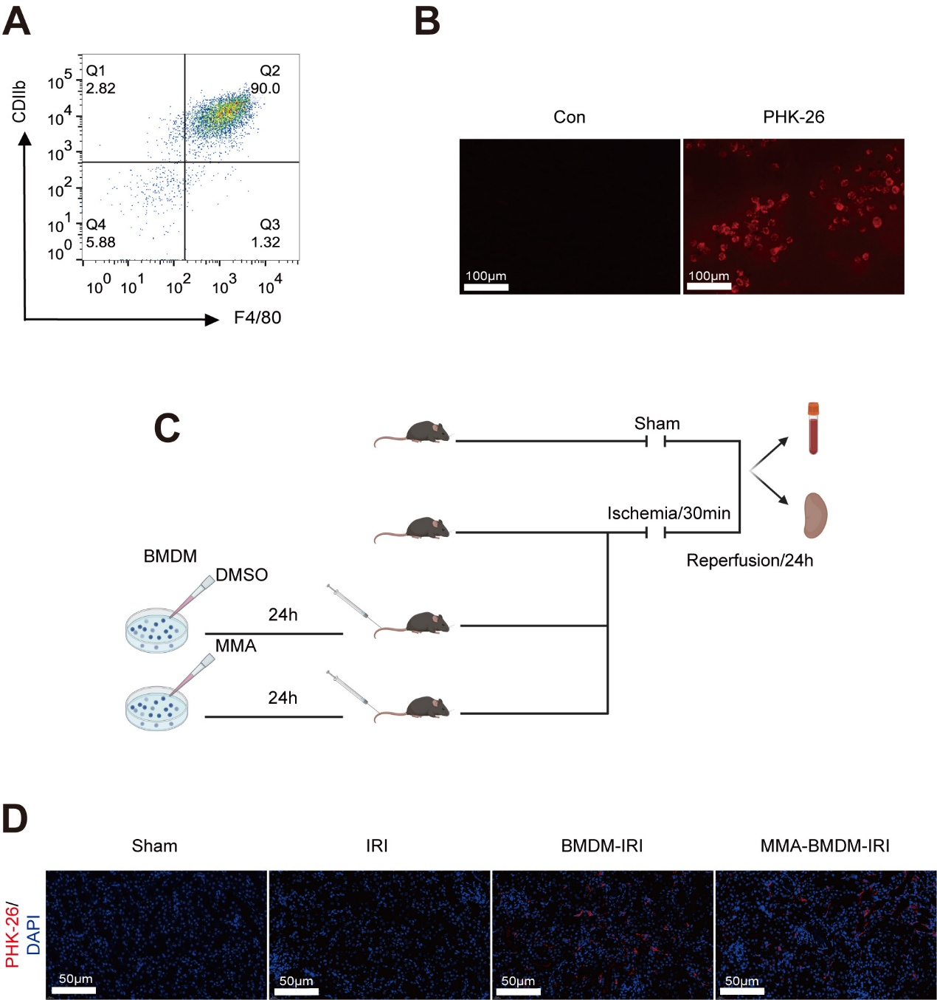 A
CDIIb
Q1
2.82
Q2
90.0
Q4
5.88
Q3
1.32
10^5
10^4
10^3
10^2
10^1
10^0
10^0 10^1 10^2 10^3 10^4
F4/80
B
Con
PHK-26
100μm
100μm
C
Sham
Ischemia/30min
Reperfusion/24h
BMDM
DMSO
24h
MMA
24h
D
Sham
IRI
BMDM-IRI
MMA-BMDM-IRI
PHK-26/
DAPI
50μm
50μm
50μm
50μm